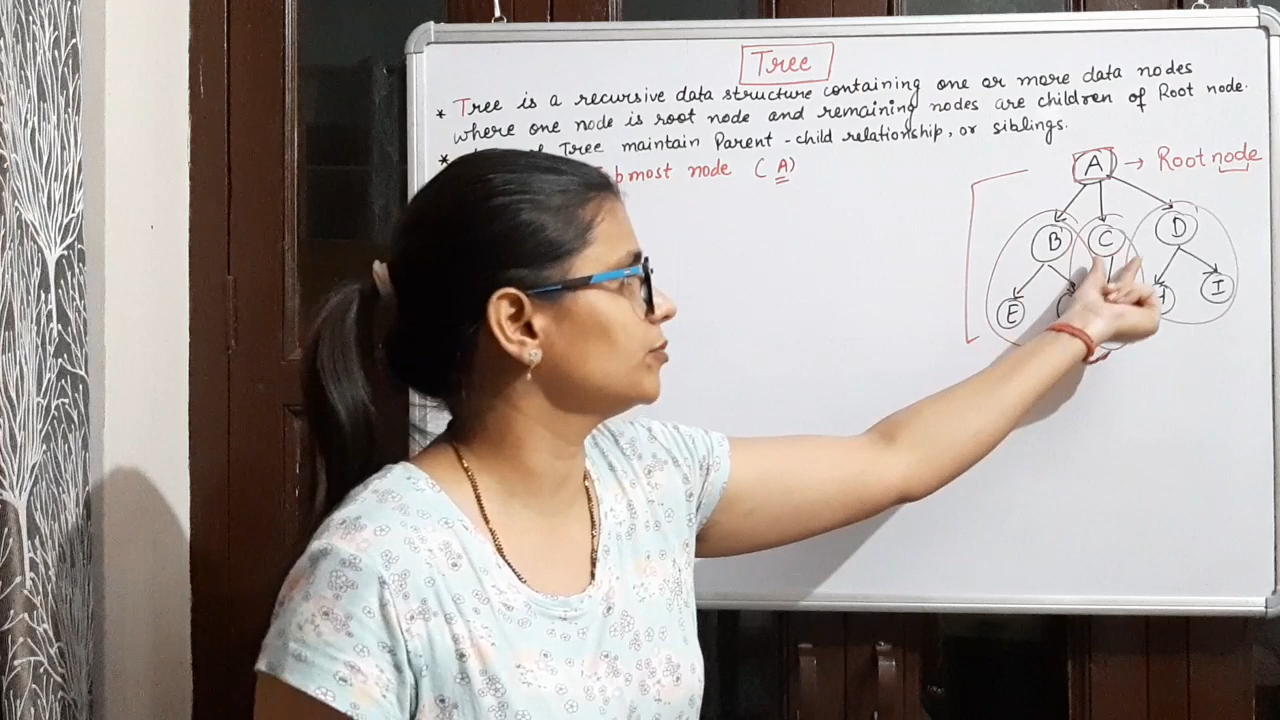 Tree
* Tree is a recursive data structure containing one or more data nodes
where one node is root node and remaining nodes are children of Root node.
* Tree maintain Parent-child relationship, or siblings.
most node (A)
A → Root node
B C D
E I